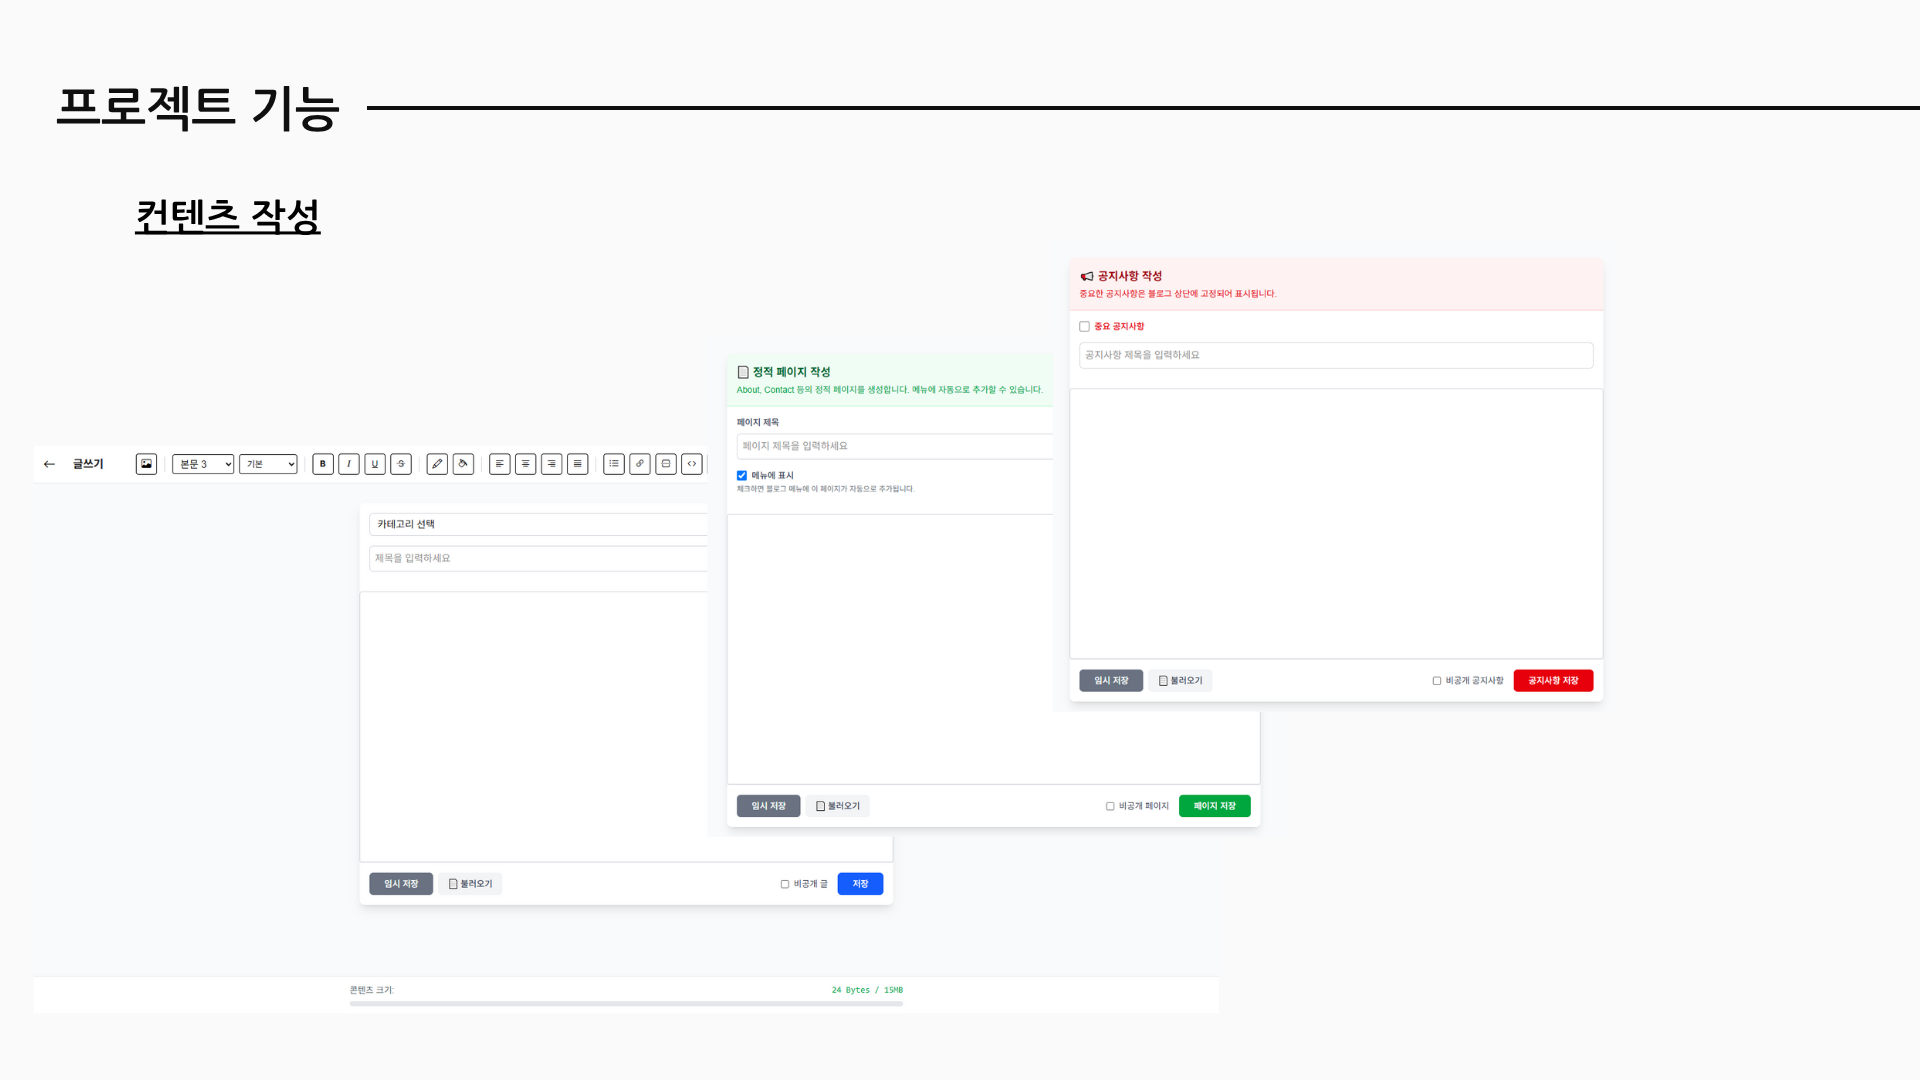 프로젝트 기능
컨텐츠 작성
글쓰기
본문 3
기본
B
I
U
S
카테고리 선택
제목을 입력하세요
임시 저장
불러오기
비공개 글
저장
콘텐츠 크기:
24 Bytes / 15MB
정적 페이지 작성
About, Contact 등의 정적 페이지를 생성합니다. 메뉴에 자동으로 추가할 수 있습니다.
페이지 제목
페이지 제목을 입력하세요
메뉴에 표시
체크하면 블로그 메뉴에 이 페이지가 자동으로 추가됩니다.
임시 저장
불러오기
비공개 페이지
페이지 저장
공지사항 작성
중요한 공지사항은 블로그 상단에 고정되어 표시됩니다.
중요 공지사항
공지사항 제목을 입력하세요
임시 저장
불러오기
비공개 공지사항
공지사항 저장